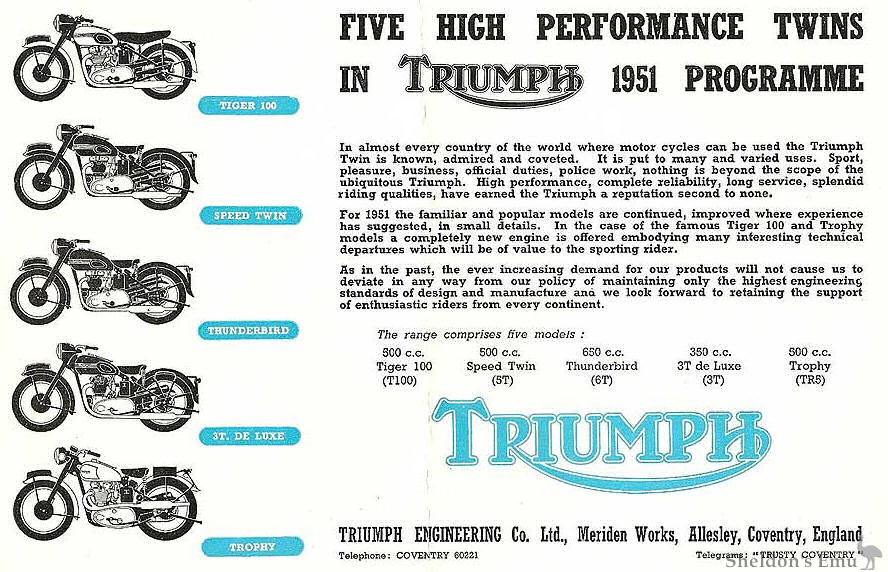 FIVE HIGH PERFORMANCE TWINS
IN TRIUMPH 1951 PROGRAMME
TIGER 100
SPEED TWIN
THUNDERBIRD
3T. DE LUXE
TROPHY
In almost every country of the world where motor cycles can be used the Triumph
Twin is known, admired and coveted. It is put to many and varied uses. Sport,
pleasure, business, official duties, police work, nothing is beyond the scope of the
ubiquitous Triumph. High performance, complete reliability, long service, splendid
riding qualities, have earned the Triumph a reputation second to none.
For 1951 the familiar and popular models are continued, improved where experience
has suggested, in small details. In the case of the famous Tiger 100 and Trophy
models a completely new engine is offered embodying many interesting technical
departures which will be of value to the sporting rider.
As in the past, the ever increasing demand for our products will not cause us to
deviate in any way from our policy of maintaining only the highest engineering
standards of design and manufacture and we look forward to retaining the support
of enthusiastic riders from every continent.
The range comprises five models :
500 c.c. 500 c.c. 650 c.c. 350 c.c. 500 c.c.
Tiger 100 Speed Twin Thunderbird 3T de Luxe Trophy
(T100) (5T) (6T) (3T) (TR5)
TRIUMPH
TRIUMPH ENGINEERING Co. Ltd., Meriden Works, Allesley, Coventry, England
Telephone: COVENTRY 60221 Telegrams: "TRUSTY COVENTRY"
Sheldon's Emu